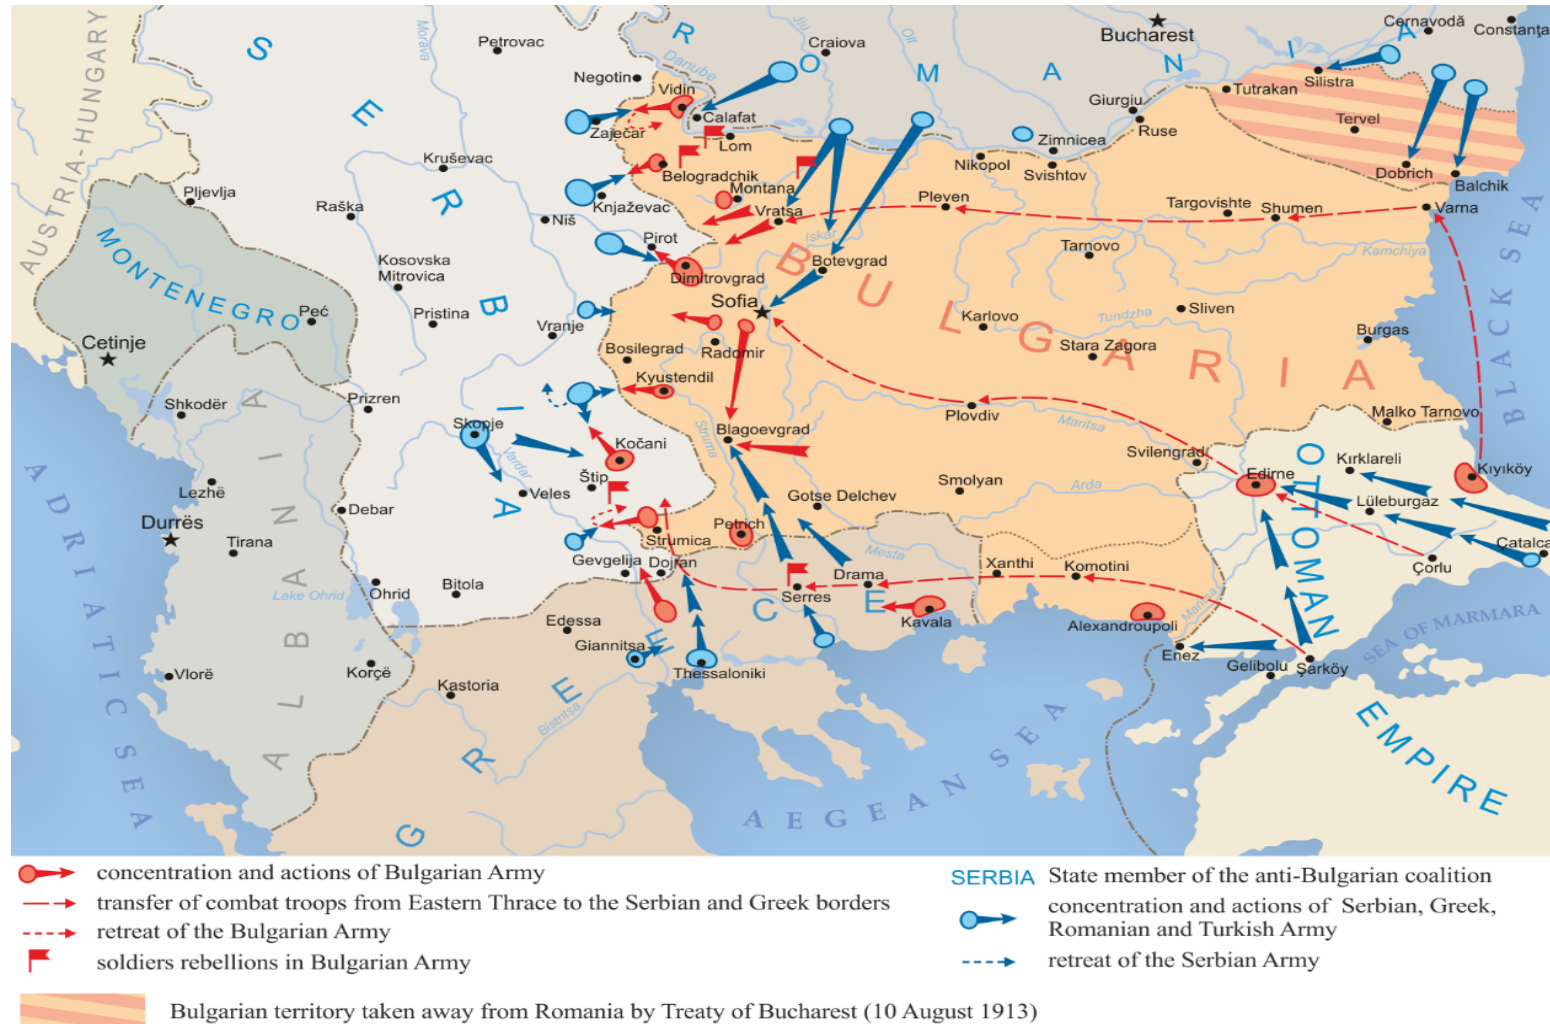 AUSTRIA-HUNGARY
SERBIA
ROMANIA
MONTENEGRO
ALBANIA
BULGARIA
GREECE
OTTOMAN
EMPIRE
ADRIATIC SEA
AEGEAN SEA
BLACK SEA
SEA OF MARMARA
Morava
Danube
Jiu
Olt
Iskar
Kamchiya
Tundzha
Maritsa
Struma
Vardar
Arda
Mesta
Maritsa
Bistritsa
Lake Ohrid
Petrovac
Craiova
Bucharest
Cernavodă
Constanţa
Negotin
Vidin
Silistra
Tutrakan
Giurgiu
Ruse
Calafat
Zaječar
Lom
Zimnicea
Tervel
Kruševac
Belogradchik
Nikopol
Svishtov
Dobrich
Balchik
Pljevlja
Montana
Knjaževac
Raška
Niš
Vratsa
Pleven
Targovishte
Shumen
Varna
Pirot
Tarnovo
Kosovska
Mitrovica
Dimitrovgrad
Botevgrad
Sofia
Peć
Pristina
Vranje
Karlovo
Sliven
Burgas
Cetinje
Bosilegrad
Radomir
Stara Zagora
Kyustendil
Shkodër
Prizren
Plovdiv
Malko Tarnovo
Skopje
Kočani
Blagoevgrad
Svilengrad
Kırklareli
Kıyıköy
Edirne
Štip
Lezhë
Veles
Gotse Delchev
Smolyan
Lüleburgaz
Durrës
Debar
Petrich
Tirana
Strumica
Çatalca
Gevgelija
Dojran
Drama
Xanthi
Komotini
Çorlu
Ohrid
Bitola
Serres
Edessa
Kavala
Alexandroupoli
Giannitsa
Enez
Vlorë
Korçë
Thessaloniki
Gelibolu
Şarköy
Kastoria
concentration and actions of Bulgarian Army
transfer of combat troops from Eastern Thrace to the Serbian and Greek borders
retreat of the Bulgarian Army
soldiers rebellions in Bulgarian Army
Bulgarian territory taken away from Romania by Treaty of Bucharest (10 August 1913)
SERBIA State member of the anti-Bulgarian coalition
concentration and actions of Serbian, Greek,
Romanian and Turkish Army
retreat of the Serbian Army